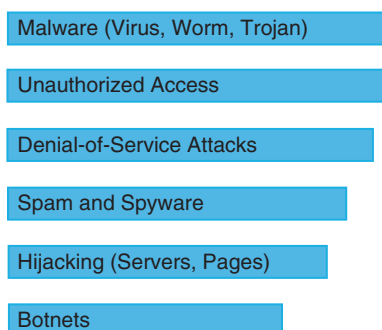 Malware (Virus, Worm, Trojan)
Unauthorized Access
Denial-of-Service Attacks
Spam and Spyware
Hijacking (Servers, Pages)
Botnets